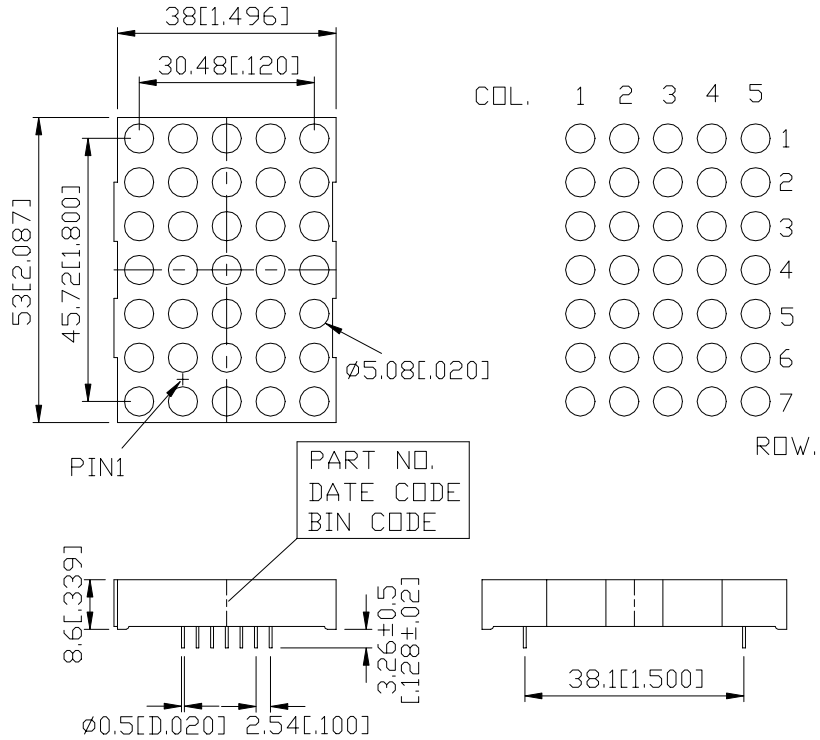 38[1.496]
30.48[.120]
COL. 1 2 3 4 5
1
2
3
4
5
6
7
ROW.
53[2.087]
45.72[1.800]
ø5.08[.020]
PIN1
PART NO.
DATE CODE
BIN CODE
8.6[.339]
3.26±0.5
[.128±.02]
38.1[1.500]
ø0.5[D.020]
2.54[.100]